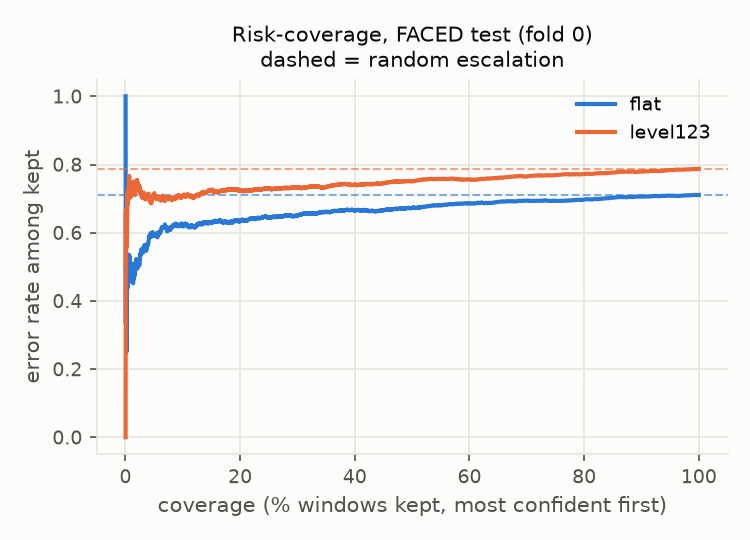 Risk-coverage, FACED test (fold 0)
dashed = random escalation
flat
level123
error rate among kept
1.0
0.8
0.6
0.4
0.2
0.0
0
20
40
60
80
100
coverage (% windows kept, most confident first)